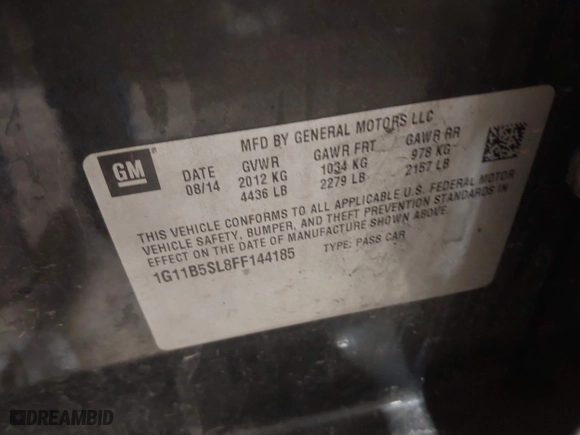 MFD BY GENERAL MOTORS LLC
GM
DATE GVWR GAWR FRT GAWR RR
08/14 2012 KG 1034 KG 978 KG
4436 LB 2279 LB 2157 LB
THIS VEHICLE CONFORMS TO ALL APPLICABLE U.S. FEDERAL MOTOR
VEHICLE SAFETY, BUMPER, AND THEFT PREVENTION STANDARDS IN
EFFECT ON THE DATE OF MANUFACTURE SHOWN ABOVE.
1G11B5SL8FF144185 TYPE: PASS CAR
DREAMBID